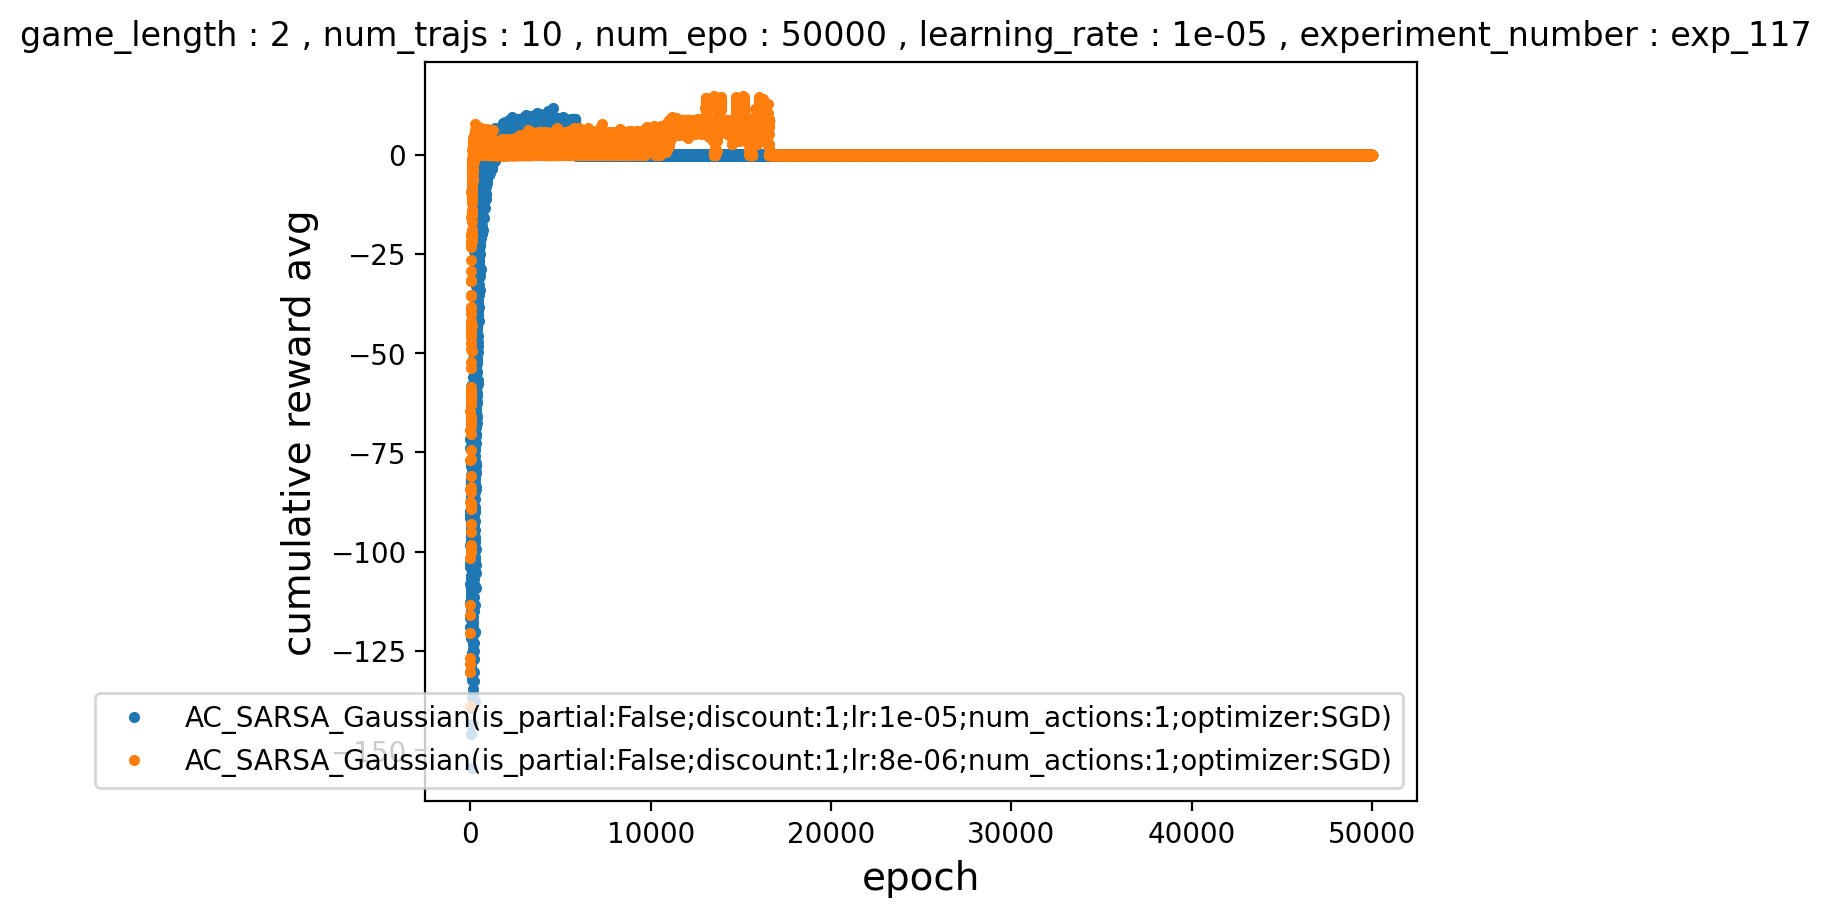 game_length : 2 , num_trajs : 10 , num_epo : 50000 , learning_rate : 1e-05 , experiment_number : exp_117
cumulative reward avg
0
−25
−50
−75
−100
−125
−150
AC_SARSA_Gaussian(is_partial:False;discount:1;lr:1e-05;num_actions:1;optimizer:SGD)
AC_SARSA_Gaussian(is_partial:False;discount:1;lr:8e-06;num_actions:1;optimizer:SGD)
0 10000 20000 30000 40000 50000
epoch